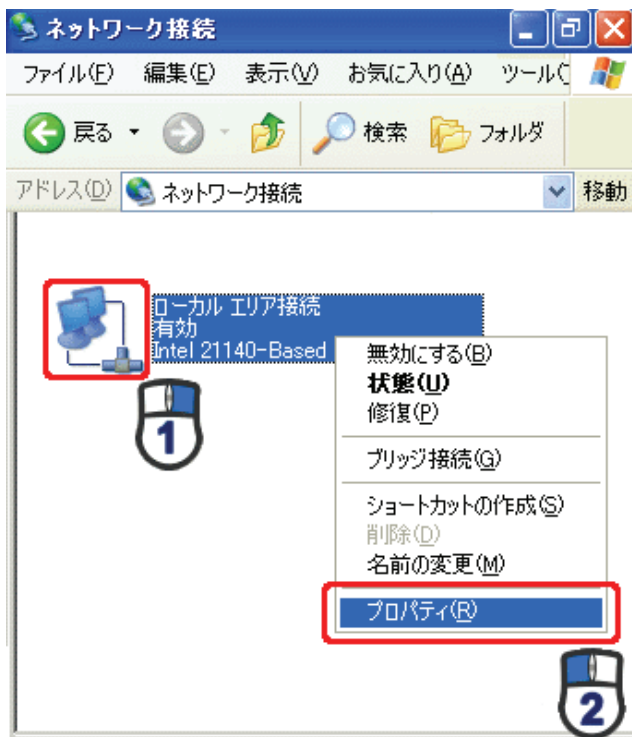 ネットワーク接続
ファイル(F) 編集(E) 表示(V) お気に入り(A) ツール(
戻る 検索 フォルダ
アドレス(D) ネットワーク接続 移動
ローカル エリア接続
有効
Intel 21140-Based
無効にする(B)
状態(U)
修復(P)
1
ブリッジ接続(G)
ショートカットの作成(S)
削除(D)
名前の変更(M)
プロパティ(R)
2